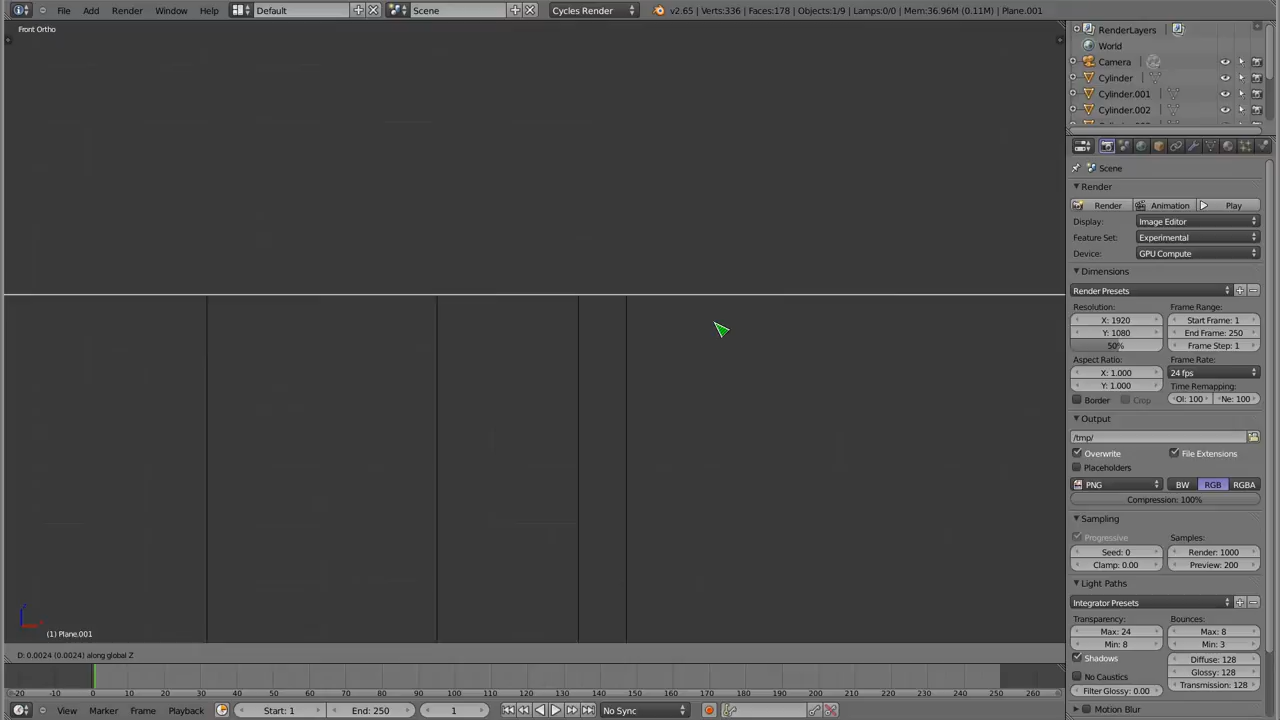 File Add Render Window Help Default Scene Cycles Render v2.65 | Verts:336 | Faces:178 | Objects:1/9 | Lamps:0/0 | Mem:36.96M (0.11M) | Plane.001
Front Ortho
RenderLayers
World
Camera
Cylinder
Cylinder.001
Cylinder.002
Scene
Render
Render Animation Play
Display: Image Editor
Feature Set: Experimental
Device: GPU Compute
Dimensions
Render Presets
Resolution: Frame Range:
X: 1920 Start Frame: 1
Y: 1080 End Frame: 250
50% Frame Step: 1
Aspect Ratio: Frame Rate:
X: 1.000 24 fps
Y: 1.000 Time Remapping:
Border Crop Ol: 100 Ne: 100
Output
/tmp/
Overwrite File Extensions
Placeholders
PNG BW RGB RGBA
Compression: 100%
Sampling
Progressive Samples:
Seed: 0 Render: 1000
Clamp: 0.00 Preview: 200
Light Paths
Integrator Presets
Transparency: Bounces:
Max: 24 Max: 8
Min: 8 Min: 3
Shadows Diffuse: 128
No Caustics Glossy: 128
Filter Glossy: 0.00 Transmission: 128
Motion Blur
(1) Plane.001
D: 0.0024 (0.0024) along global Z
-20 -10 0 10 20 30 40 50 60 70 80 90 100 110 120 130 140 150 160 170 180 190 200 210 220 230 240 250 260
View Marker Frame Playback Start: 1 End: 250 1 No Sync